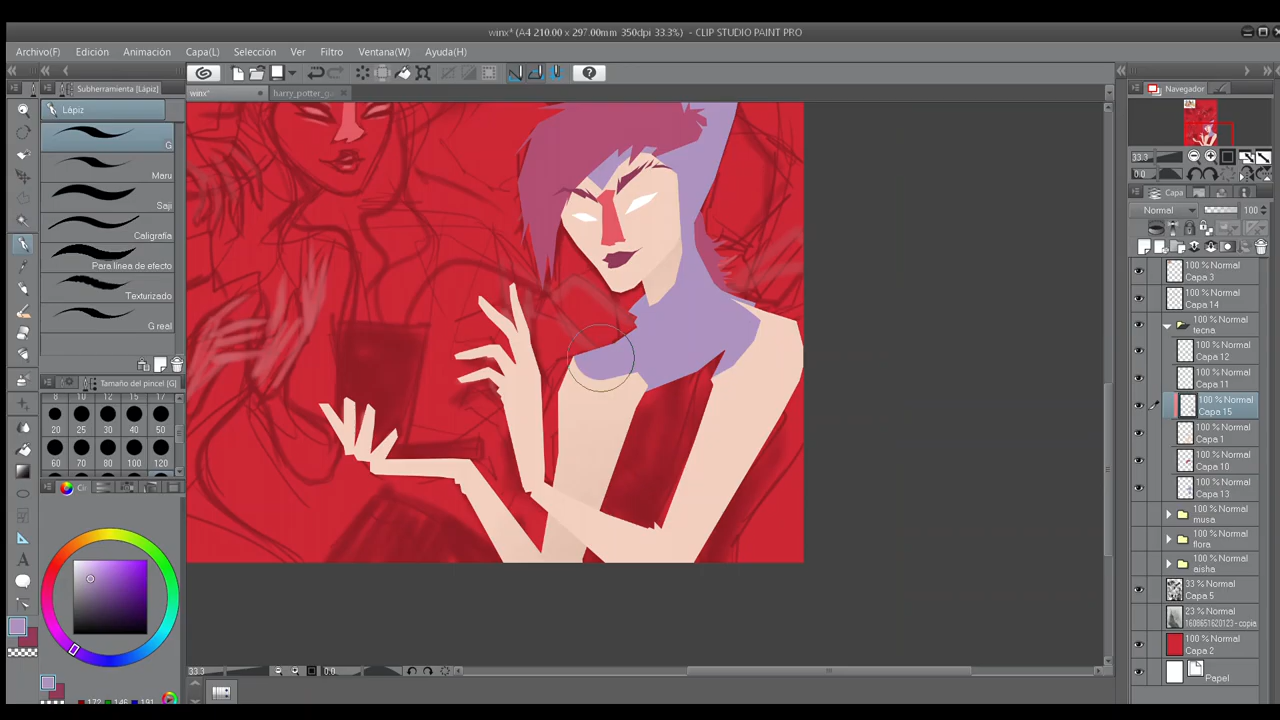 winx* (A4 210.00 x 297.00mm 350dpi 33.3%) - CLIP STUDIO PAINT PRO
Archivo(F) Edición Animación Capa(L) Selección Ver Filtro Ventana(W) Ayuda(H)
Subherramienta [Lápiz]
winx*
Navegador
Lápiz
G
Maru
Saji
Caligrafía
Para línea de efecto
Texturizado
G real
Tamaño del pincel [G]
8 10 12 15 17
20 25 30 40 50
60 70 80 100 120
33.3
0.0
Capa
Normal 100
100 % Normal
Capa 3
100 % Normal
Capa 14
100 % Normal
tecna
100 % Normal
Capa 12
100 % Normal
Capa 11
100 % Normal
Capa 15
100 % Normal
Capa 1
100 % Normal
Capa 10
100 % Normal
Capa 13
100 % Normal
musa
100 % Normal
flora
100 % Normal
aisha
33 % Normal
Capa 5
23 % Normal
1608651620123 - copia
100 % Normal
Capa 2
Papel
33.3 0.0
172 146 191